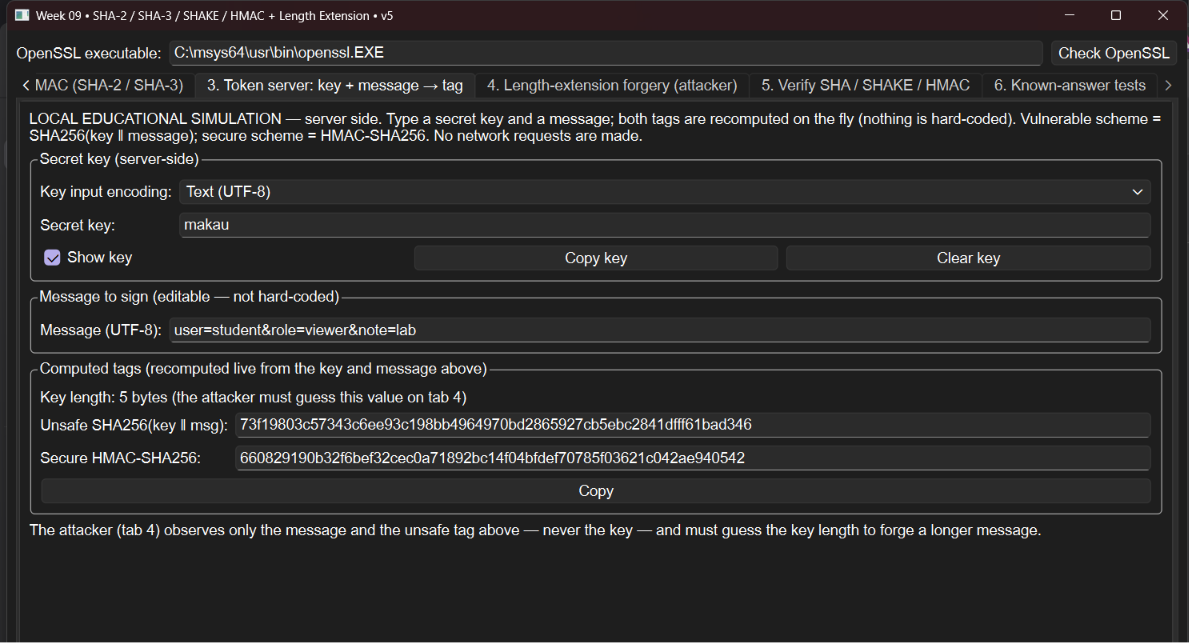 Week 09 • SHA-2 / SHA-3 / SHAKE / HMAC + Length Extension • v5
OpenSSL executable: C:\msys64\usr\bin\openssl.EXE Check OpenSSL
MAC (SHA-2 / SHA-3) 3. Token server: key + message → tag 4. Length-extension forgery (attacker) 5. Verify SHA / SHAKE / HMAC 6. Known-answer tests
LOCAL EDUCATIONAL SIMULATION — server side. Type a secret key and a message; both tags are recomputed on the fly (nothing is hard-coded). Vulnerable scheme =
SHA256(key ǁ message); secure scheme = HMAC-SHA256. No network requests are made.
Secret key (server-side)
Key input encoding: Text (UTF-8)
Secret key: makau
Show key Copy key Clear key
Message to sign (editable — not hard-coded)
Message (UTF-8): user=student&role=viewer&note=lab
Computed tags (recomputed live from the key and message above)
Key length: 5 bytes (the attacker must guess this value on tab 4)
Unsafe SHA256(key ǁ msg): 73f19803c57343c6ee93c198bb4964970bd2865927cb5ebc2841dfff61bad346
Secure HMAC-SHA256: 660829190b32f6bef32cec0a71892bc14f04bfdef70785f03621c042ae940542
Copy
The attacker (tab 4) observes only the message and the unsafe tag above — never the key — and must guess the key length to forge a longer message.